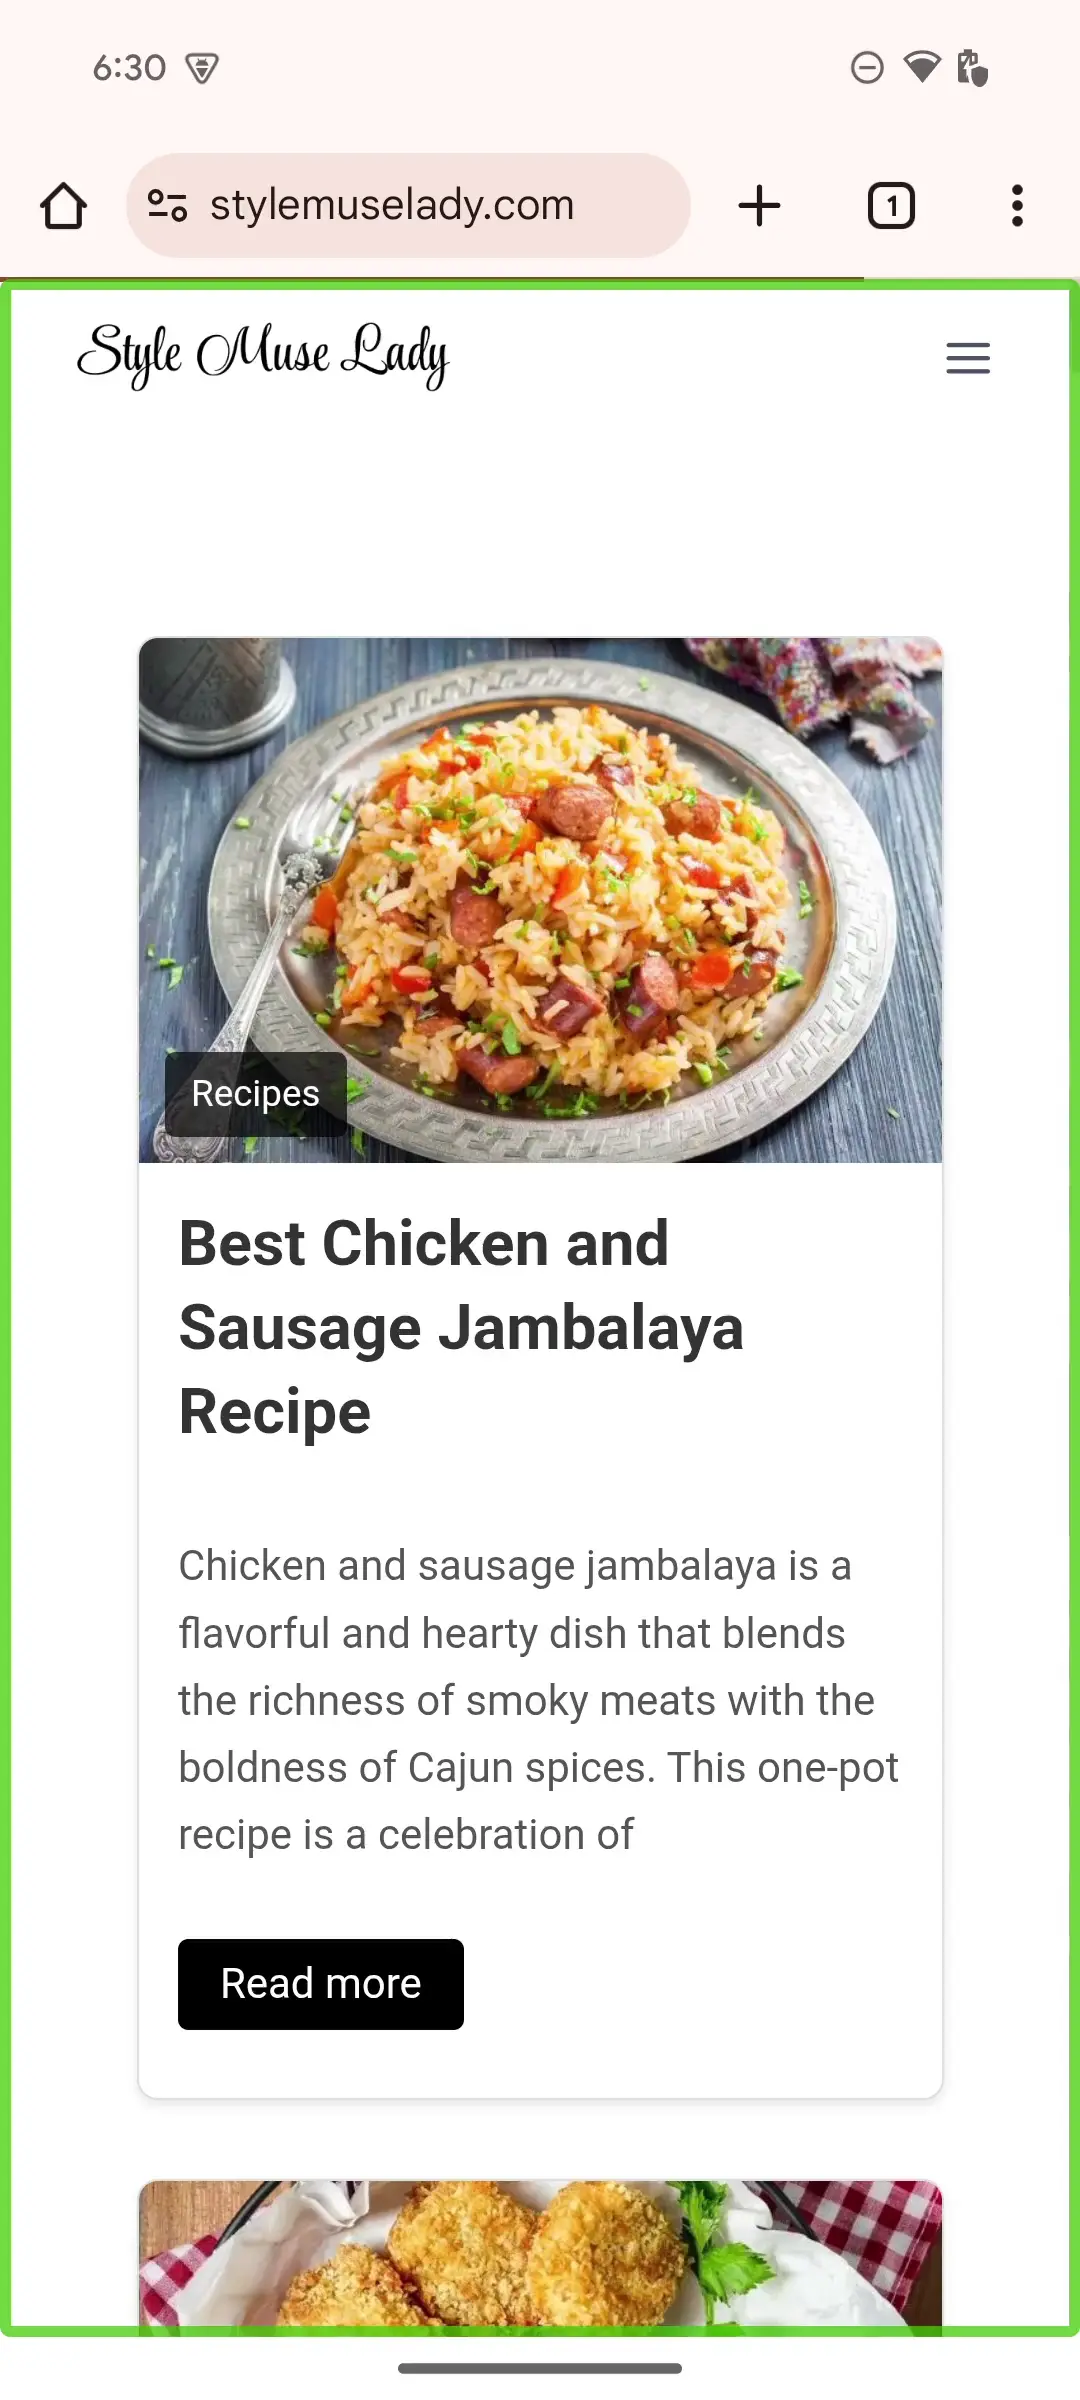 6:30
stylemuselady.com
1
Style Muse Lady
Recipes
Best Chicken and
Sausage Jambalaya
Recipe
Chicken and sausage jambalaya is a
flavorful and hearty dish that blends
the richness of smoky meats with the
boldness of Cajun spices. This one-pot
recipe is a celebration of
Read more